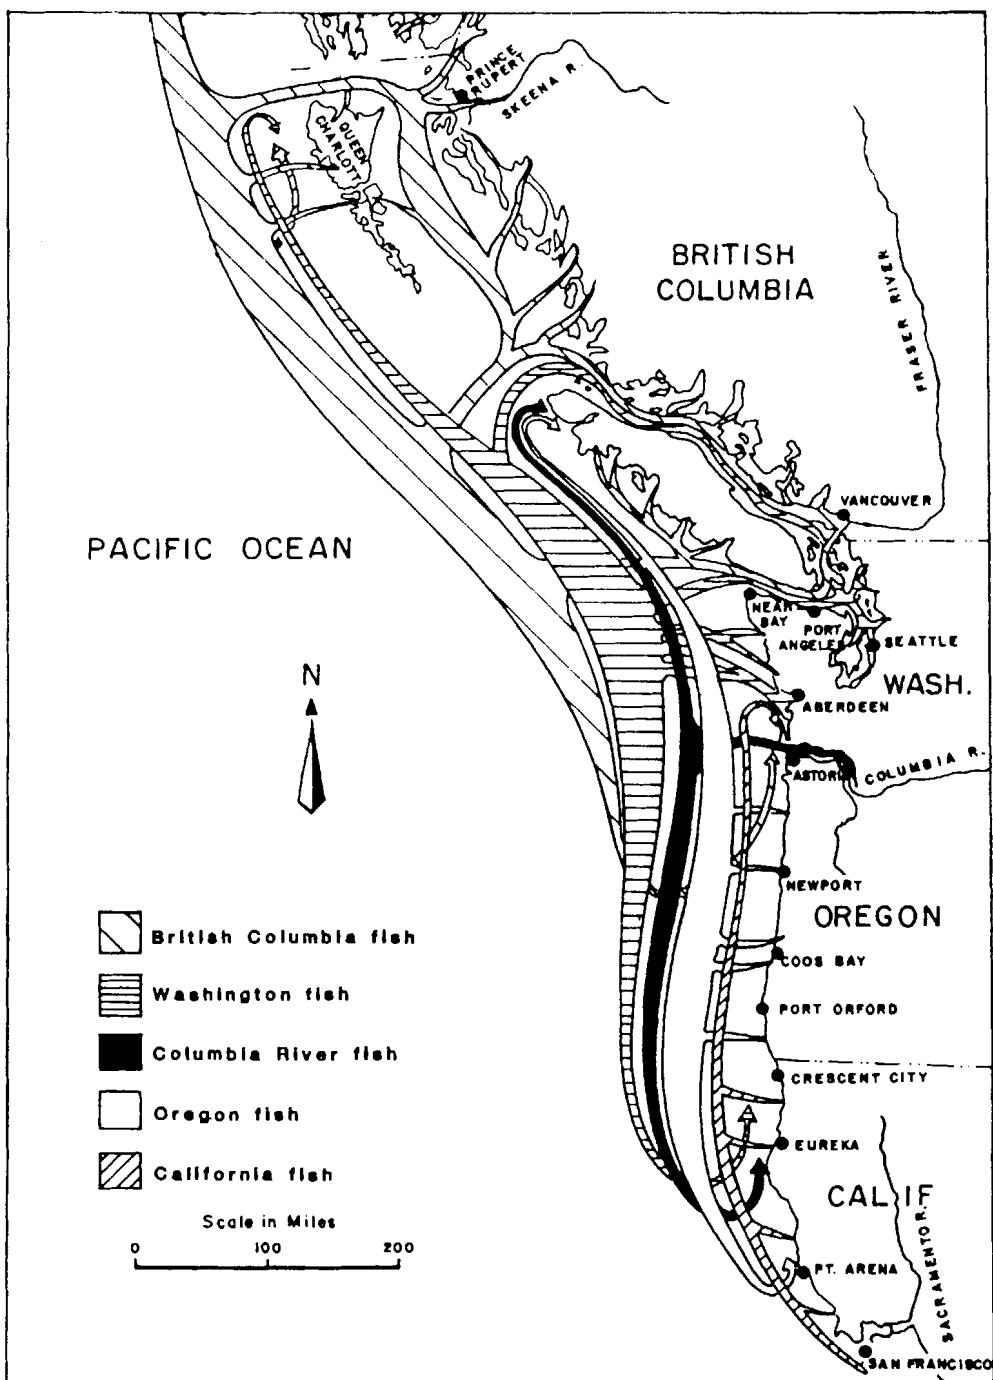 PRINCE
RUPERT
SKEENA R.
QUEEN
CHARLOTT
BRITISH
COLUMBIA
FRASER RIVER
VANCOUVER
PACIFIC OCEAN
NEAR
BAY
PORT
ANGELES
SEATTLE
WASH.
N
ABERDEEN
COLUMBIA R.
ASTORIA
NEWPORT
OREGON
COOS BAY
PORT ORFORD
CRESCENT CITY
EUREKA
CALIF
SACRAMENTO R.
PT. ARENA
SAN FRANCISCO
British Columbia fish
Washington fish
Columbia River fish
Oregon fish
California fish
Scale in Miles
0 100 200